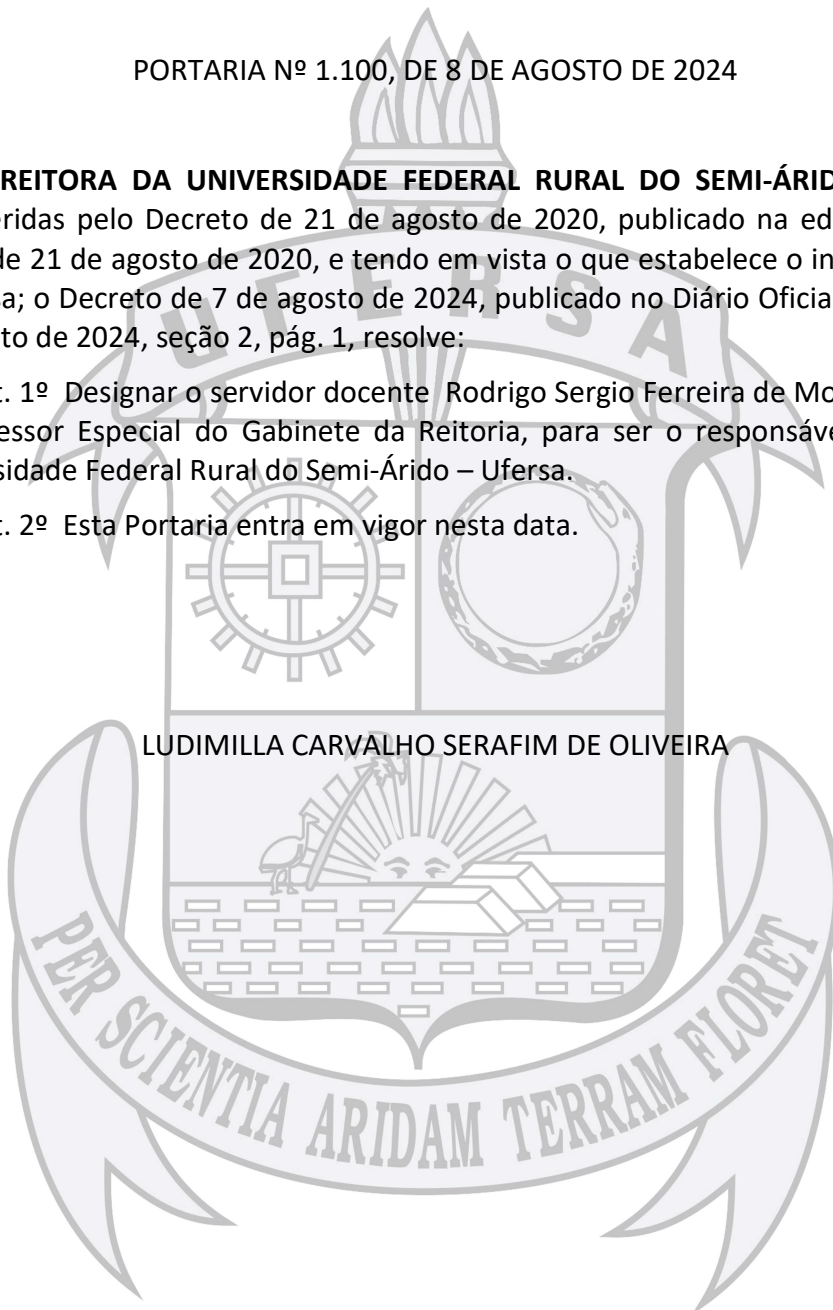 PORTARIA Nº 1.100, DE 8 DE AGOSTO DE 2024
REITORA DA UNIVERSIDADE FEDERAL RURAL DO SEMI-ÁRID
ridas pelo Decreto de 21 de agosto de 2020, publicado na ed
de 21 de agosto de 2020, e tendo em vista o que estabelece o in
a; o Decreto de 7 de agosto de 2024, publicado no Diário Oficia
to de 2024, seção 2, pág. 1, resolve:
. 1º Designar o servidor docente Rodrigo Sergio Ferreira de Mo
essor Especial do Gabinete da Reitoria, para ser o responsáve
sidade Federal Rural do Semi-Árido – Ufersa.
. 2º Esta Portaria entra em vigor nesta data.
LUDIMILLA CARVALHO SERAFIM DE OLIVEIRA
UFERSA
PER SCIENTIA ARIDAM TERRAM FLORET